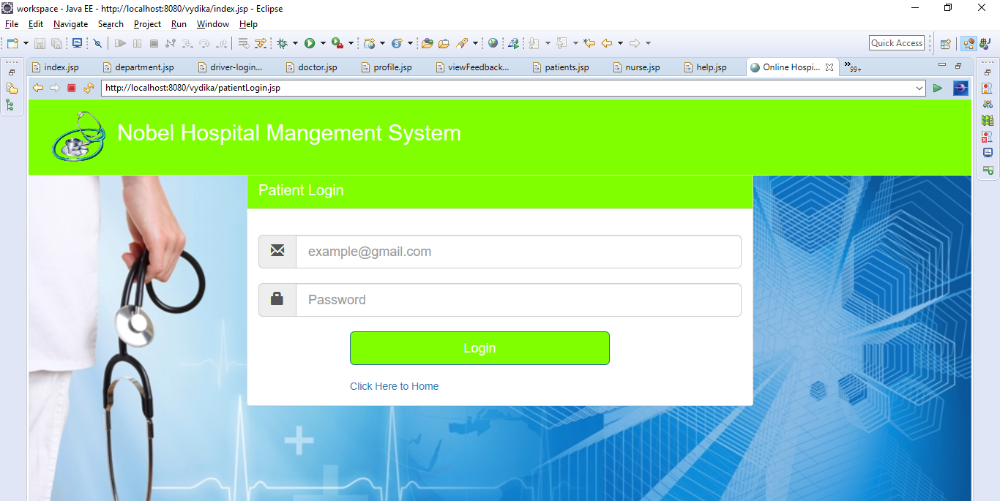 workspace - Java EE - http://localhost:8080/vydika/index.jsp - Eclipse
File Edit Navigate Search Project Run Window Help
Quick Access
index.jsp department.jsp driver-login... doctor.jsp profile.jsp viewFeedback... patients.jsp nurse.jsp help.jsp Online Hospi... »99+
http://localhost:8080/vydika/patientLogin.jsp
Nobel Hospital Mangement System
Patient Login
example@gmail.com
Password
Login
Click Here to Home